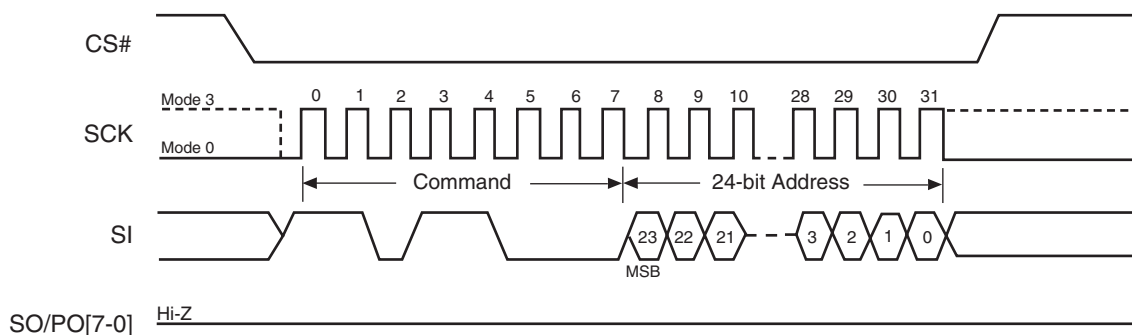 CS#
Mode 3
0 1 2 3 4 5 6 7 8 9 10 28 29 30 31
SCK
Mode 0
Command 24-bit Address
SI
23 22 21 3 2 1 0
MSB
Hi-Z
SO/PO[7-0]